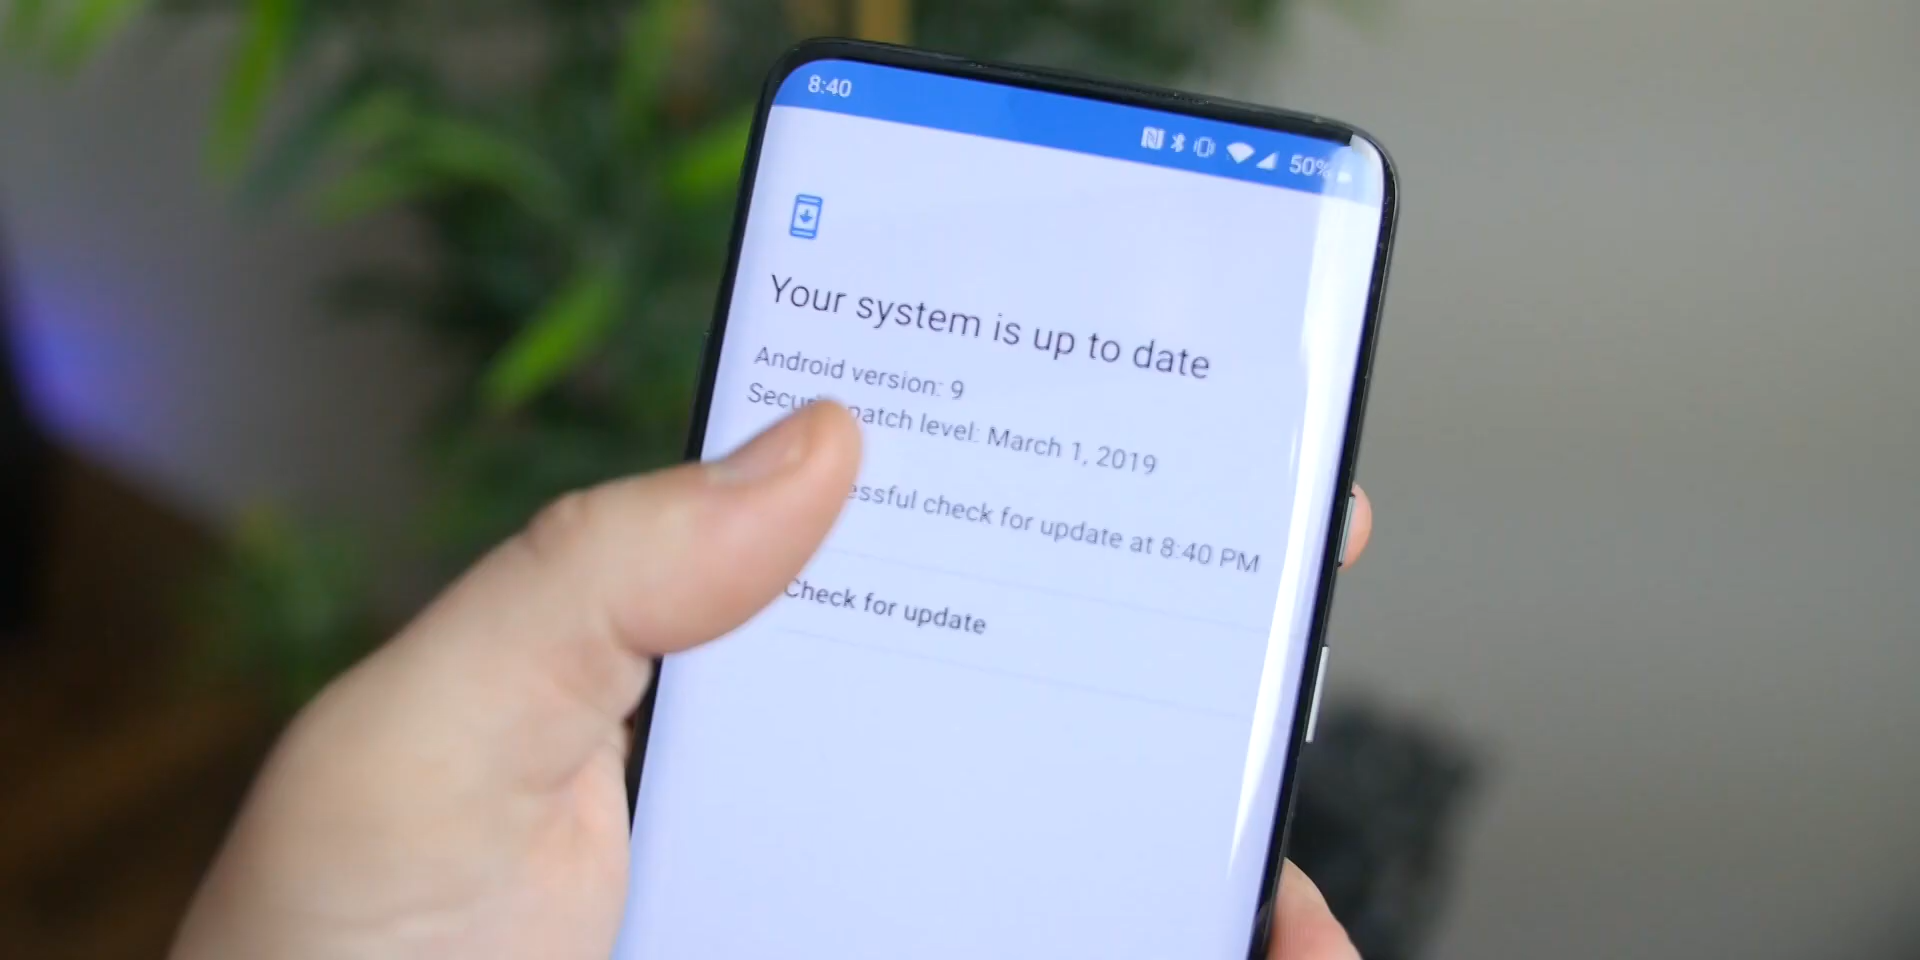 8:40
50%
Your system is up to date
Android version: 9
patch level: March 1, 2019
check for update at 8:40 PM
Check for update